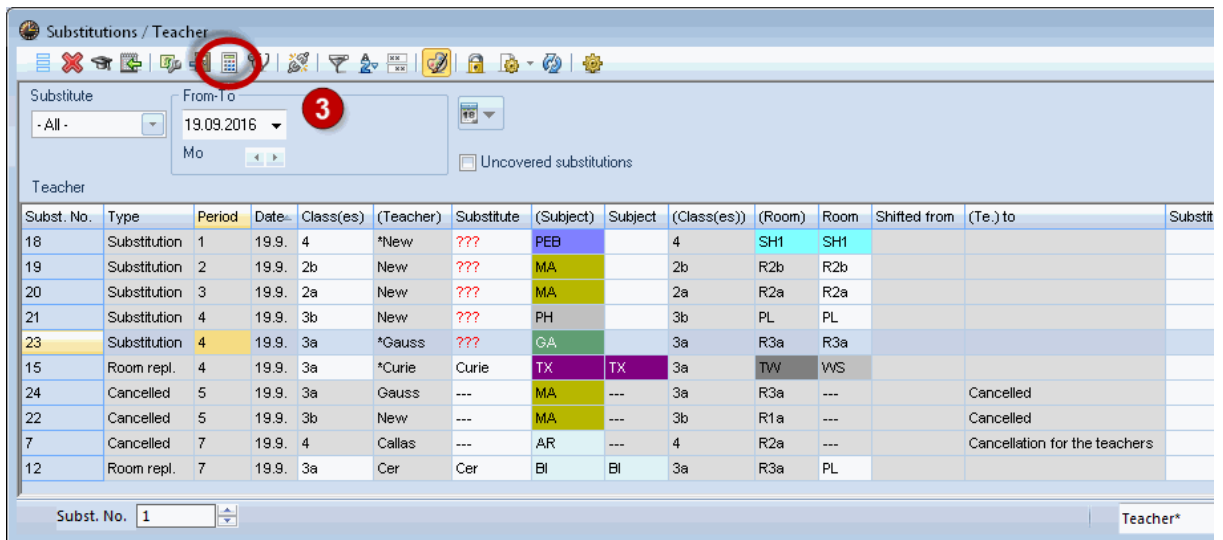 Substitutions / Teacher
Substitute From-To
- All - 19.09.2016 3
Mo
Uncovered substitutions
Teacher
Subst. No. Type Period Date Class(es) (Teacher) Substitute (Subject) Subject (Class(es)) (Room) Room Shifted from (Te.) to Substit
18 Substitution 1 19.9. 4 *New ??? PEB 4 SH1 SH1
19 Substitution 2 19.9. 2b New ??? MA 2b R2b R2b
20 Substitution 3 19.9. 2a New ??? MA 2a R2a R2a
21 Substitution 4 19.9. 3b New ??? PH 3b PL PL
23 Substitution 4 19.9. 3a *Gauss ??? GA 3a R3a R3a
15 Room repl. 4 19.9. 3a *Curie Curie TX TX 3a TW WS
24 Cancelled 5 19.9. 3a Gauss --- MA --- 3a R3a --- Cancelled
22 Cancelled 5 19.9. 3b New --- MA --- 3b R1a --- Cancelled
7 Cancelled 7 19.9. 4 Callas --- AR --- 4 R2a --- Cancellation for the teachers
12 Room repl. 7 19.9. 3a Cer Cer BI BI 3a R3a PL
Subst. No. 1 Teacher*